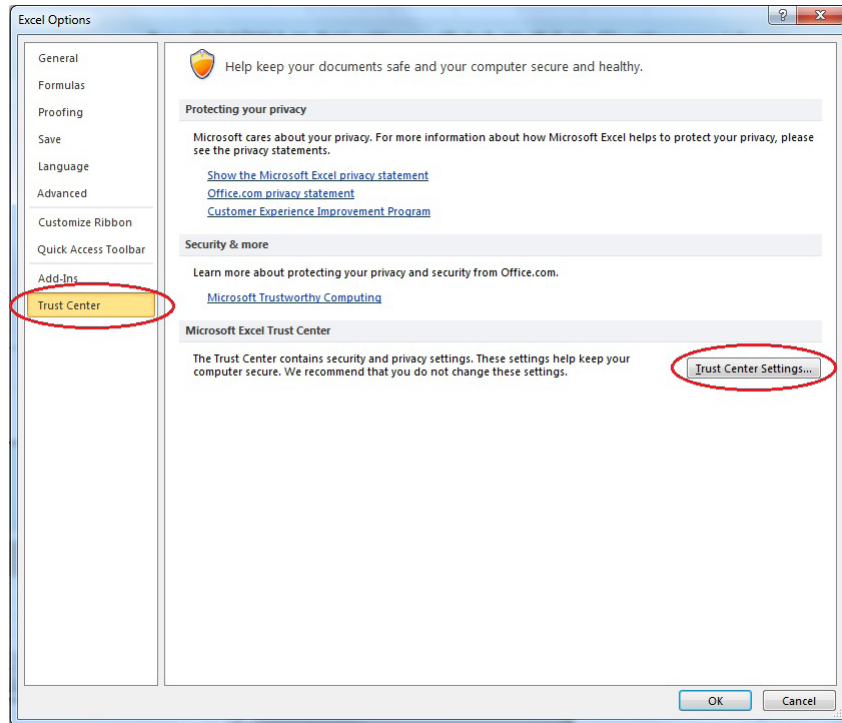 Excel Options
General
Formulas
Proofing
Save
Language
Advanced
Customize Ribbon
Quick Access Toolbar
Add-Ins
Trust Center
Help keep your documents safe and your computer secure and healthy.
Protecting your privacy
Microsoft cares about your privacy. For more information about how Microsoft Excel helps to protect your privacy, please
see the privacy statements.
Show the Microsoft Excel privacy statement
Office.com privacy statement
Customer Experience Improvement Program
Security & more
Learn more about protecting your privacy and security from Office.com.
Microsoft Trustworthy Computing
Microsoft Excel Trust Center
The Trust Center contains security and privacy settings. These settings help keep your
computer secure. We recommend that you do not change these settings.
Trust Center Settings...
OK
Cancel